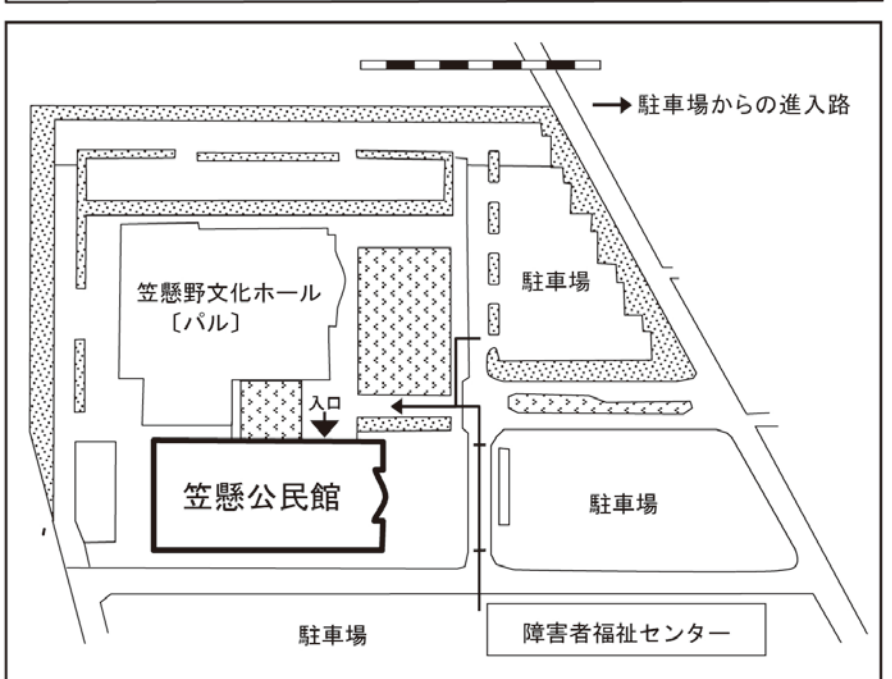 駐車場からの進入路
駐車場
笠懸野文化ホール
〔パル〕
入口
笠懸公民館
駐車場
駐車場
障害者福祉センター